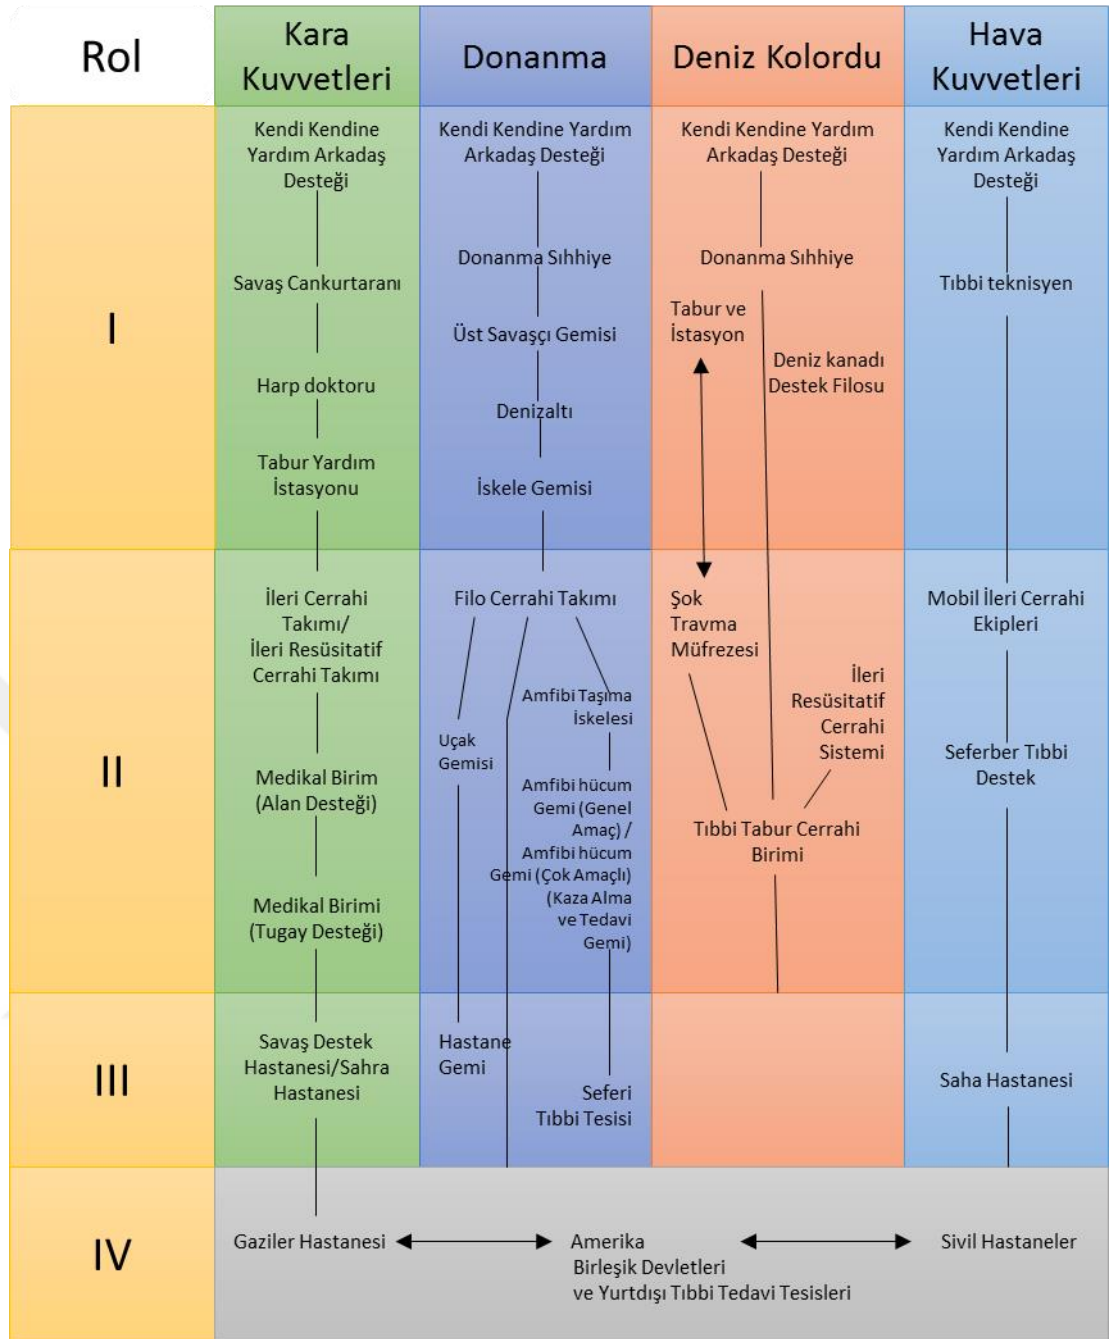 Rol
Kara
Kuvvetleri
Donanma
Deniz Kolordu
Hava
Kuvvetleri
I
Kendi Kendine
Yardım Arkadaş
Desteği
Savaş Cankurtaranı
Harp doktoru
Tabur Yardım
İstasyonu
Kendi Kendine Yardım
Arkadaş Desteği
Donanma Sıhhiye
Üst Savaşçı Gemisi
Denizaltı
İskele Gemisi
Kendi Kendine Yardım
Arkadaş Desteği
Donanma Sıhhiye
Tabur ve
İstasyon
Deniz kanadı
Destek Filosu
Kendi Kendine
Yardım Arkadaş
Desteği
Tıbbi teknisyen
II
İleri Cerrahi
Takımı/
İleri Resüsitatif
Cerrahi Takımı
Medikal Birim
(Alan Desteği)
Medikal Birimi
(Tugay Desteği)
Filo Cerrahi Takımı
Uçak
Gemisi
Amfibi Taşıma
İskelesi
Amfibi hücum
Gemi (Genel
Amaç) /
Amfibi hücum
Gemi (Çok Amaçlı)
(Kaza Alma
ve Tedavi
Gemi)
Şok
Travma
Müfrezesi
İleri
Resüsitatif
Cerrahi
Sistemi
Tıbbi Tabur Cerrahi
Birimi
Mobil İleri Cerrahi
Ekipleri
Seferber Tıbbi
Destek
III
Savaş Destek
Hastanesi/Sahra
Hastanesi
Hastane
Gemi
Seferi
Tıbbi Tesisi
Saha Hastanesi
IV
Gaziler Hastanesi
Amerika
Birleşik Devletleri
ve Yurtdışı Tıbbi Tedavi Tesisleri
Sivil Hastaneler